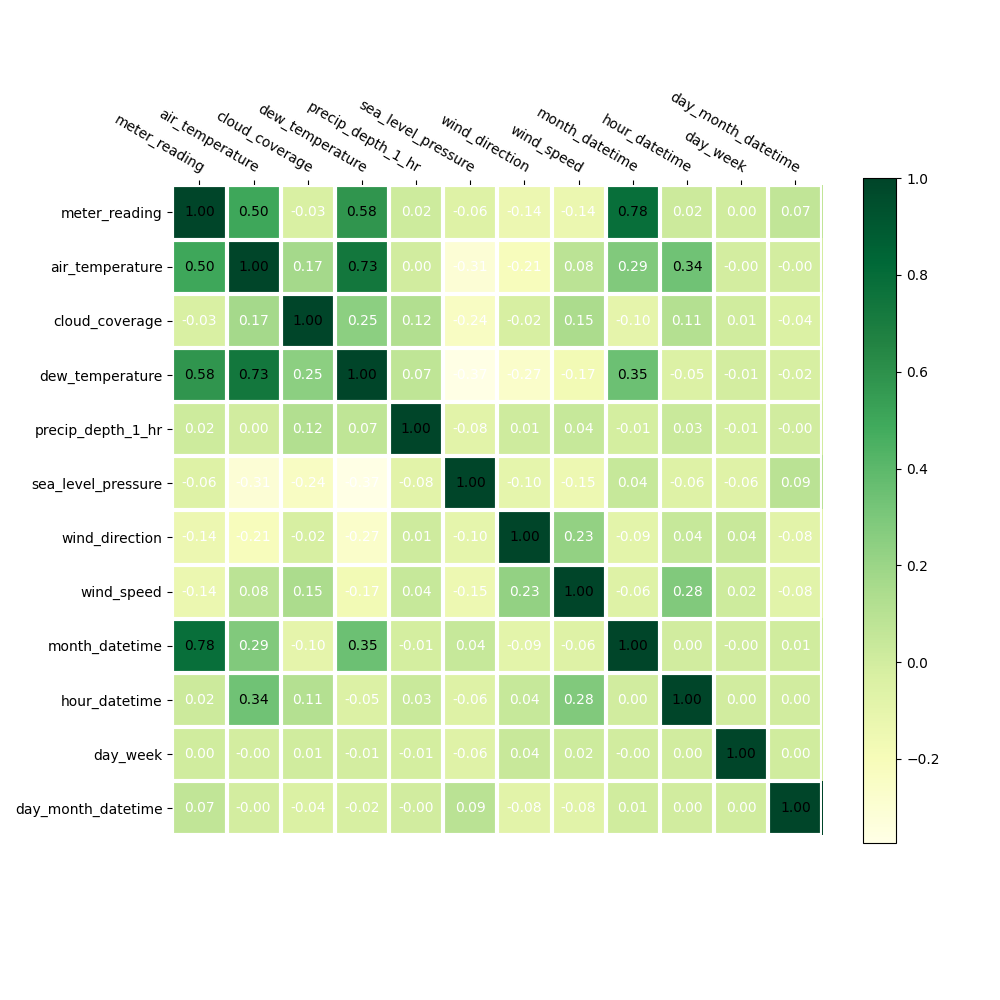 meter_reading air_temperature cloud_coverage dew_temperature precip_depth_1_hr sea_level_pressure wind_direction wind_speed month_datetime hour_datetime day_week day_month_datetime
meter_reading 1.00 0.50 -0.03 0.58 0.02 -0.06 -0.14 -0.14 0.78 0.02 0.00 0.07
air_temperature 0.50 1.00 0.17 0.73 0.00 -0.31 -0.21 0.08 0.29 0.34 -0.00 -0.00
cloud_coverage -0.03 0.17 1.00 0.25 0.12 -0.24 -0.02 0.15 -0.10 0.11 0.01 -0.04
dew_temperature 0.58 0.73 0.25 1.00 0.07 -0.27 -0.17 0.35 -0.05 -0.01 -0.02
precip_depth_1_hr 0.02 0.00 0.12 0.07 1.00 -0.08 0.01 0.04 -0.01 0.03 -0.01 -0.00
sea_level_pressure -0.06 -0.31 -0.24 -0.08 1.00 -0.10 -0.15 0.04 -0.06 -0.06 0.09
wind_direction -0.14 -0.21 -0.02 -0.27 0.01 -0.10 1.00 0.23 -0.09 0.04 0.04 -0.08
wind_speed -0.14 0.08 0.15 -0.17 0.04 -0.15 0.23 1.00 -0.06 0.28 0.02 -0.08
month_datetime 0.78 0.29 -0.10 0.35 -0.01 0.04 -0.09 -0.06 1.00 0.00 -0.00 0.01
hour_datetime 0.02 0.34 0.11 -0.05 0.03 -0.06 0.04 0.28 0.00 1.00 0.00 0.00
day_week 0.00 -0.00 0.01 -0.01 -0.01 -0.06 0.04 0.02 -0.00 0.00 1.00 0.00
day_month_datetime 0.07 -0.00 -0.04 -0.02 -0.00 0.09 -0.08 -0.08 0.01 0.00 0.00 1.00
1.0
0.8
0.6
0.4
0.2
0.0
−0.2